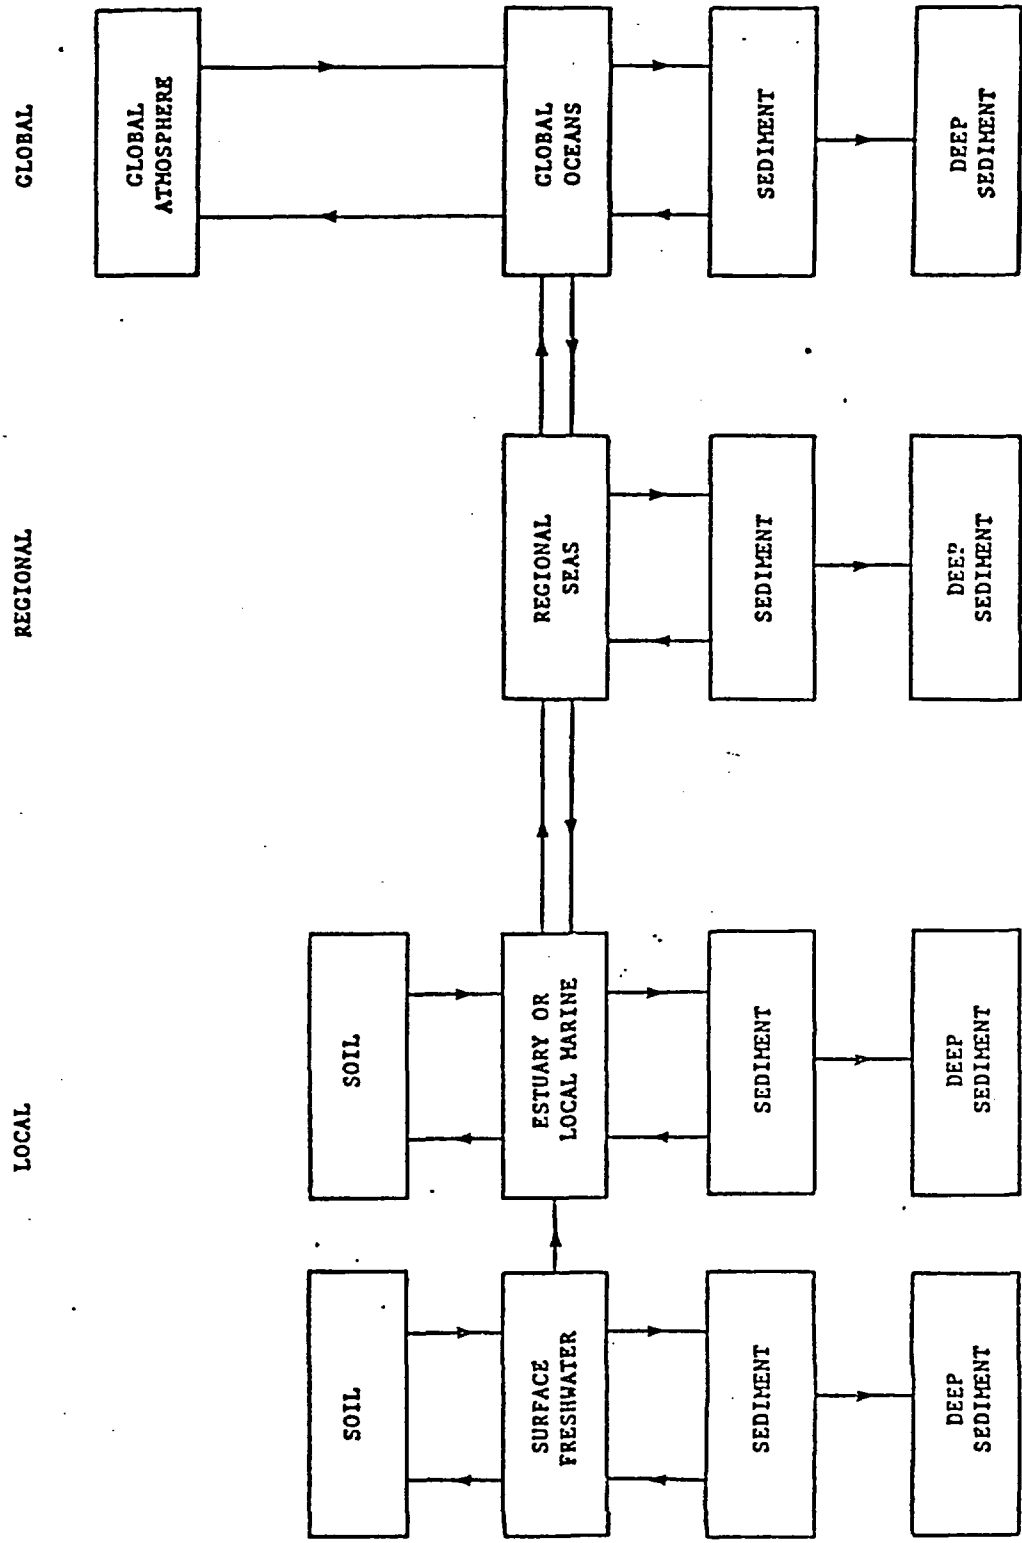 LOCAL
REGIONAL
GLOBAL
GLOBAL
ATMOSPHERE
SOIL
SOIL
SURFACE
FRESHWATER
ESTUARY OR
LOCAL MARINE
REGIONAL
SEAS
GLOBAL
OCEANS
SEDIMENT
SEDIMENT
SEDIMENT
SEDIMENT
DEEP
SEDIMENT
DEEP
SEDIMENT
DEEP
SEDIMENT
DEEP
SEDIMENT